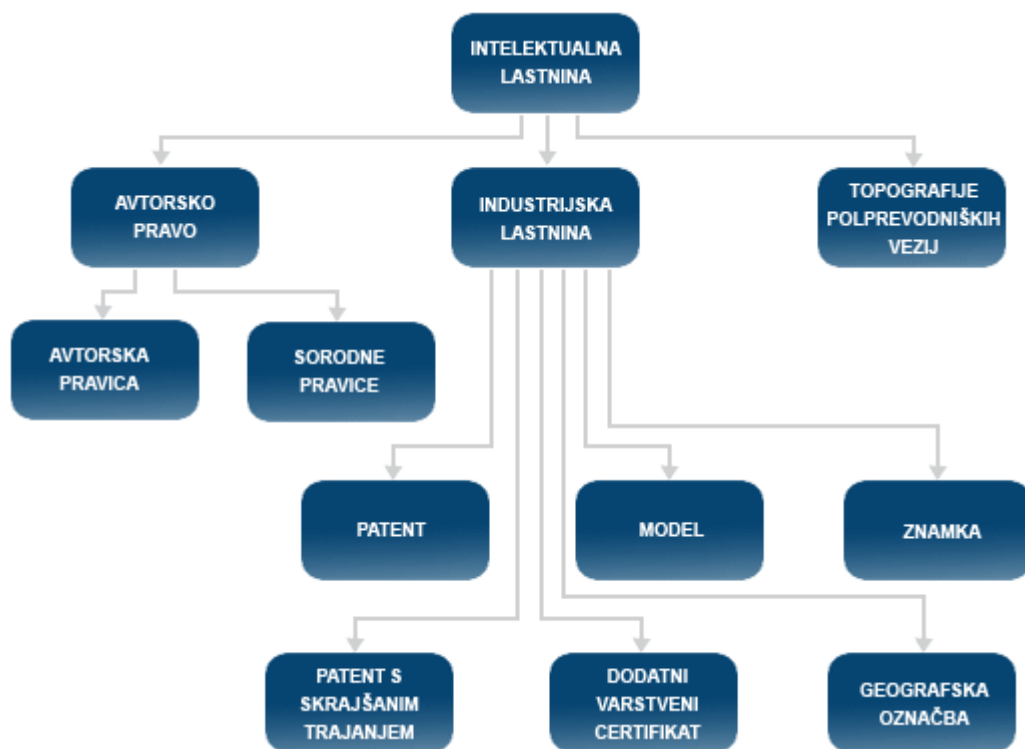 INTELEKTUALNA
LASTNINA
AVTORSKO
PRAVO
INDUSTRIJSKA
LASTNINA
TOPOGRAFIJE
POLPREVODNIŠKIH
VEZIJ
AVTORSKA
PRAVICA
SORODNE
PRAVICE
PATENT
MODEL
ZNAMKA
PATENT S
SKRAJŠANIM
TRAJANJEM
DODATNI
VARSTVENI
CERTIFIKAT
GEOGRAFSKA
OZNAČBA